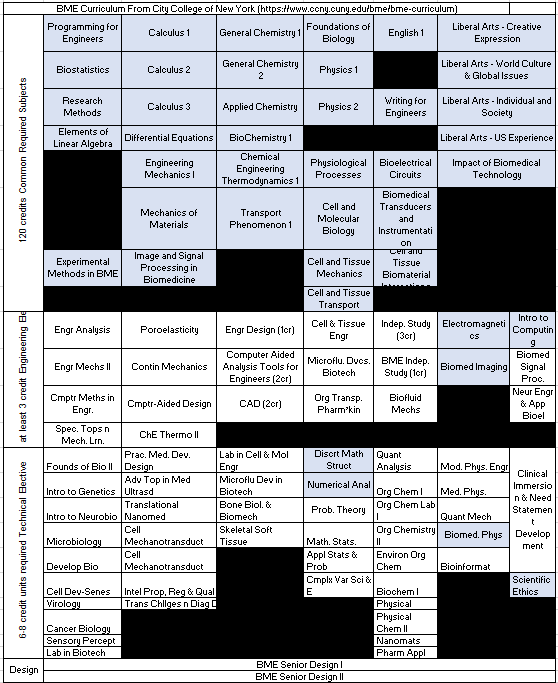 BME Curriculum From City College of New York (https://www.ccny.cuny.edu/bme/bme-curriculum)
120 credits Common Required Subjects
Programming for Engineers
Calculus 1
General Chemistry 1
Foundations of Biology
English 1
Liberal Arts - Creative Expression
Biostatistics
Calculus 2
General Chemistry 2
Physics 1
Liberal Arts - World Culture & Global Issues
Research Methods
Calculus 3
Applied Chemistry
Physics 2
Writing for Engineers
Liberal Arts - Individual and Society
Elements of Linear Algebra
Differential Equations
BioChemistry 1
Liberal Arts - US Experience
Engineering Mechanics I
Chemical Engineering Thermodynamics 1
Physiological Processes
Bioelectrical Circuits
Impact of Biomedical Technology
Mechanics of Materials
Transport Phenomenon 1
Cell and Molecular Biology
Biomedical Transducers and Instrumentati on
Experimental Methods in BME
Image and Signal Processing in Biomedicine
Cell and Tissue Mechanics
Cell and Tissue Biomaterial
Cell and Tissue Transport
at least 3 credit Engineering Ele
Engr Analysis
Poroelasticity
Engr Design (1cr)
Cell & Tissue Engr
Indep. Study (3cr)
Electromagneti cs
Intro to Computin g
Engr Mechs II
Contin Mechanics
Computer Aided Analysis Tools for Engineers (2cr)
Microflu. Dvcs. Biotech
BME Indep. Study (1cr)
Biomed Imaging
Biomed Signal Proc.
Cmptr Meths in Engr.
Cmptr-Aided Design
CAD (2cr)
Org Transp. Pharm*kin
Biofluid Mechs
Neur Engr & App Bioel
Spec. Tops n Mech. Lrn.
ChE Thermo II
6-8 credit units required Technical Elective
Founds of Bio II
Prac. Med. Dev. Design
Lab in Cell & Mol Engr
Discrt Math Struct
Quant Analysis
Mod. Phys. Engr
Clinical Immersio n & Need Statemen t Develop ment
Intro to Genetics
Adv Top in Med Ultrasd
Microflu Dev in Biotech
Numerical Anal
Org Chem I
Med. Phys.
Intro to Neurobio
Translational Nanomed
Bone Biol. & Biomech
Prob. Theory
Org Chem Lab I
Quant Mech
Microbiology
Cell Mechanotransduct
Skeletal Soft Tissue
Math. Stats.
Org Chemistry II
Biomed. Phys
Develop Bio
Cell Mechanotransduct
Appl Stats & Prob
Environ Org Chem
Bioinformat
Cell Dev-Senes
Intel Prop, Reg & Qual
Cmplx Var Sci & E
Biochem I
Scientific Ethics
Virology
Trans Chllges n Diag D
Physical
Cancer Biology
Physical Chem II
Sensory Percept
Nanomats
Lab in Biotech
Pharm Appl
Design
BME Senior Design I
BME Senior Design II